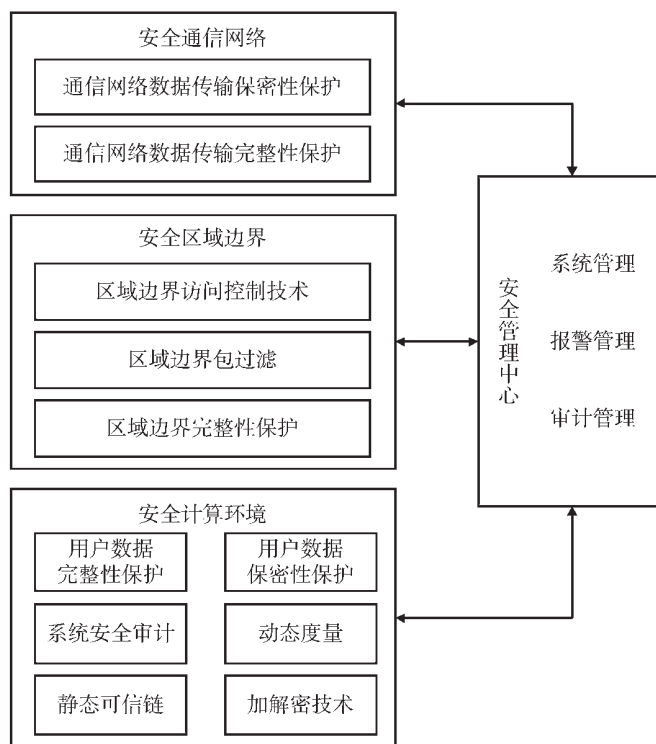 安全通信网络
通信网络数据传输保密性保护
通信网络数据传输完整性保护
安全区域边界
区域边界访问控制技术
区域边界包过滤
区域边界完整性保护
安全计算环境
用户数据
完整性保护
用户数据
保密性保护
系统安全审计
动态度量
静态可信链
加解密技术
安全管理中心
系统管理
报警管理
审计管理